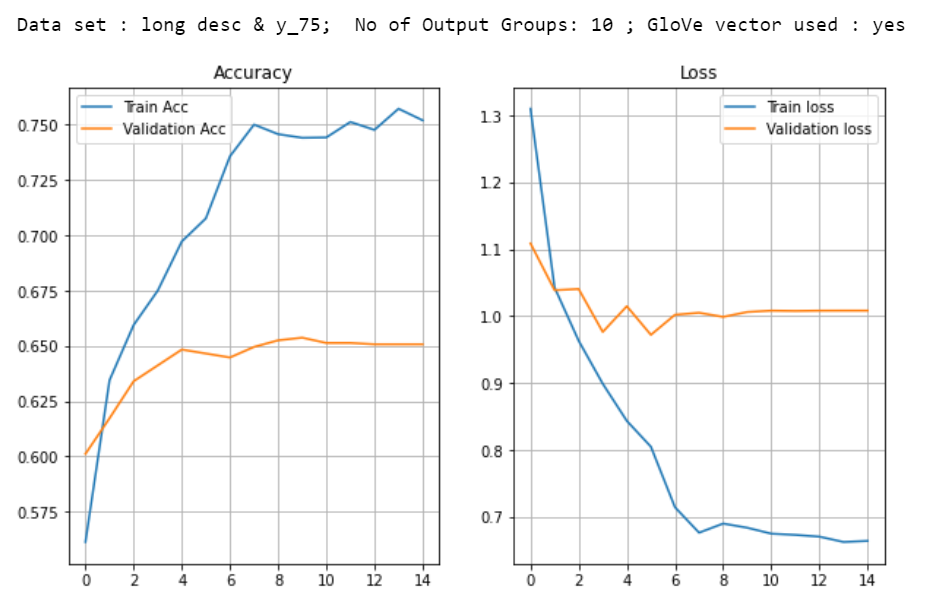 Data set : long desc & y_75;  No of Output Groups: 10 ; GloVe vector used : yes
Accuracy
Train Acc
Validation Acc
0.750
0.725
0.700
0.675
0.650
0.625
0.600
0.575
0 2 4 6 8 10 12 14
Loss
Train loss
Validation loss
1.3
1.2
1.1
1.0
0.9
0.8
0.7
0 2 4 6 8 10 12 14